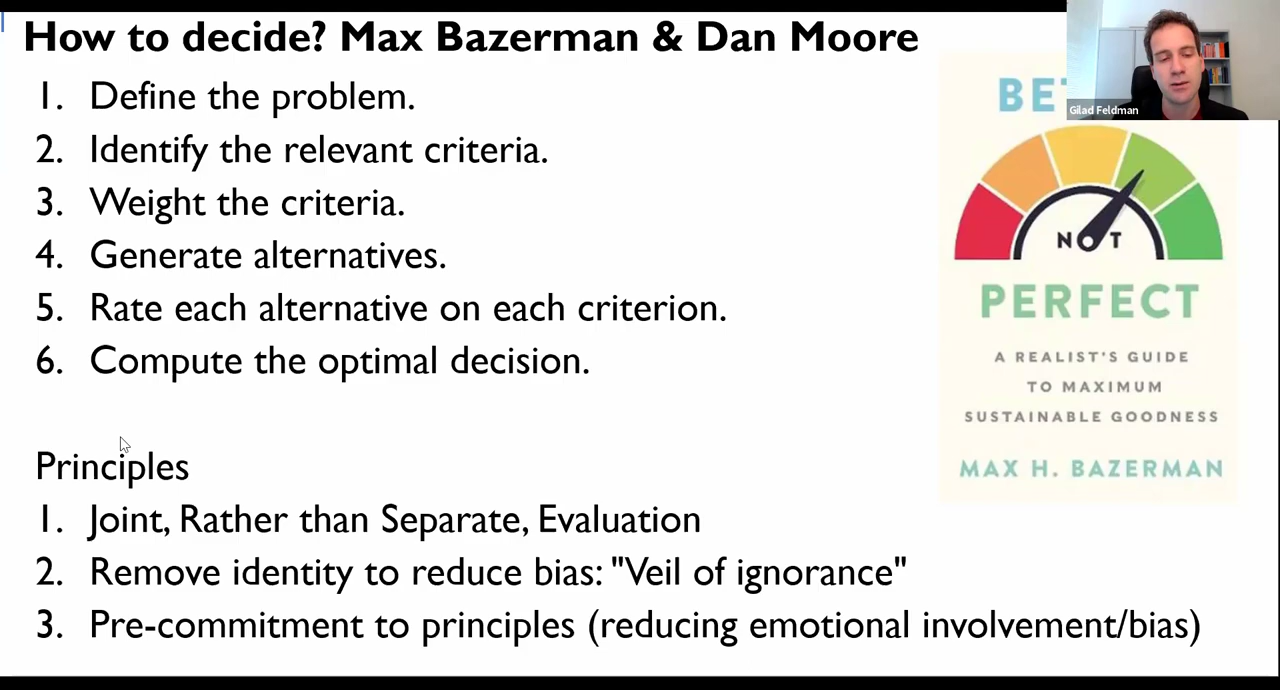 How to decide? Max Bazerman & Dan Moore
1. Define the problem.
2. Identify the relevant criteria.
3. Weight the criteria.
4. Generate alternatives.
5. Rate each alternative on each criterion.
6. Compute the optimal decision.
Principles
1. Joint, Rather than Separate, Evaluation
2. Remove identity to reduce bias: "Veil of ignorance"
3. Pre-commitment to principles (reducing emotional involvement/bias)
Gilad Feldman
NOT
PERFECT
A REALIST'S GUIDE
TO MAXIMUM
SUSTAINABLE GOODNESS
MAX H. BAZERMAN